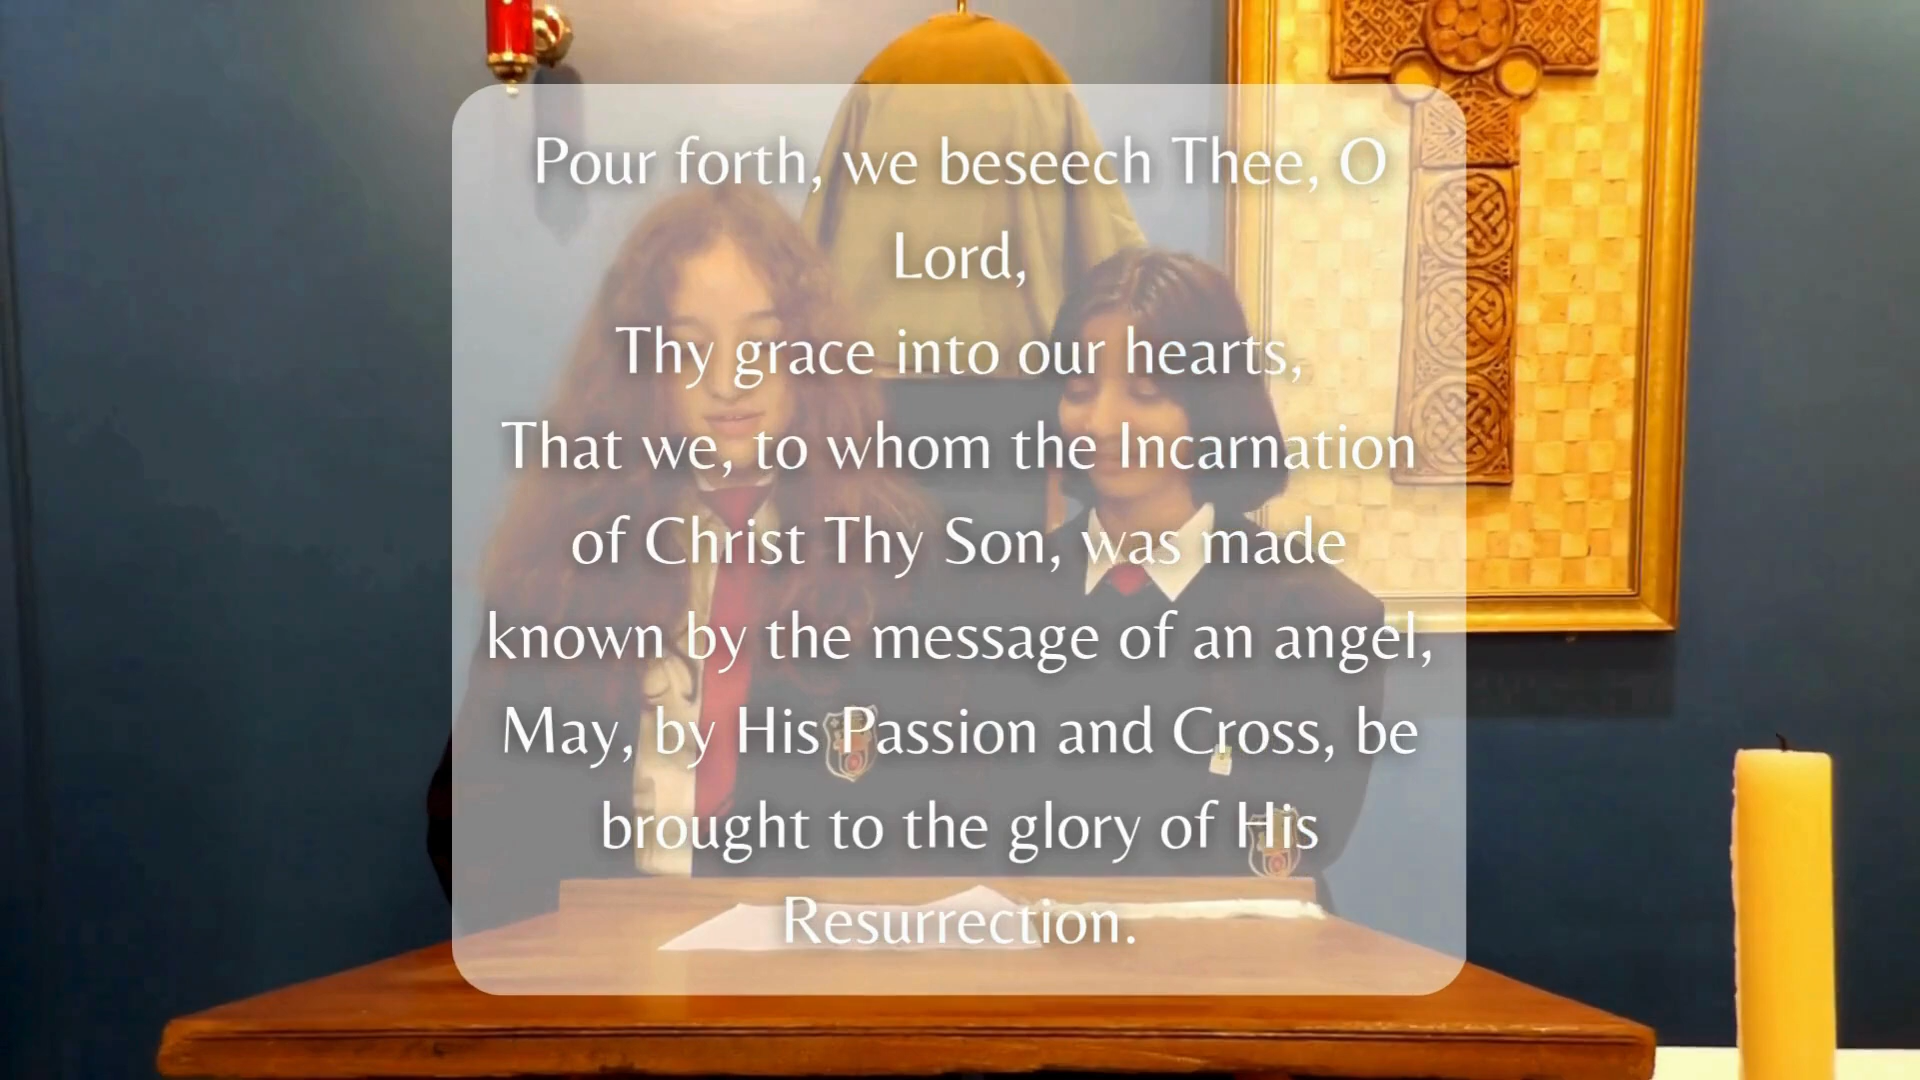 Pour forth, we beseech Thee, O
Lord,
Thy grace into our hearts,
That we, to whom the Incarnation
of Christ Thy Son, was made
known by the message of an angel,
May, by His Passion and Cross, be
brought to the glory of His
Resurrection.